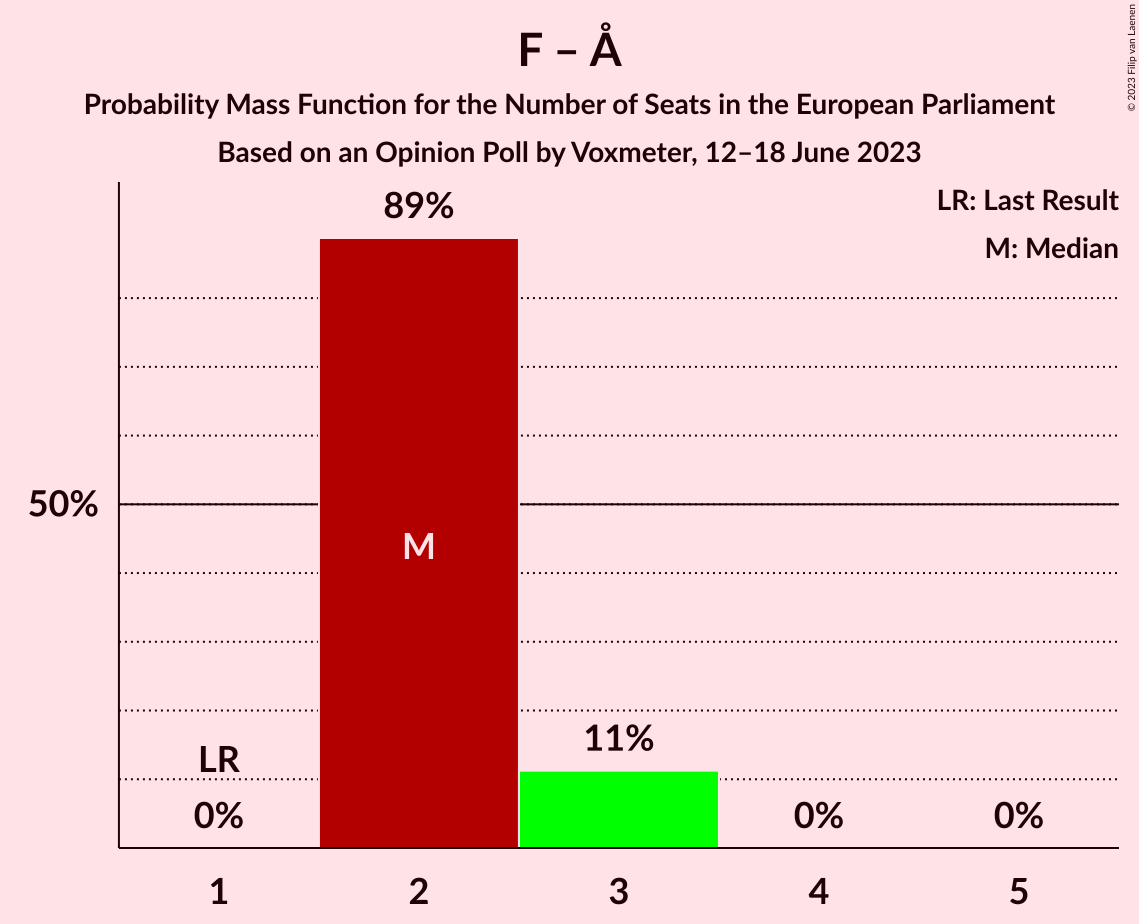 F – Å
Probability Mass Function for the Number of Seats in the European Parliament
Based on an Opinion Poll by Voxmeter, 12–18 June 2023
© 2023 Filip van Laenen
LR: Last Result
M: Median
89%
50%
M
11%
LR
0%
0%
0%
1
2
3
4
5